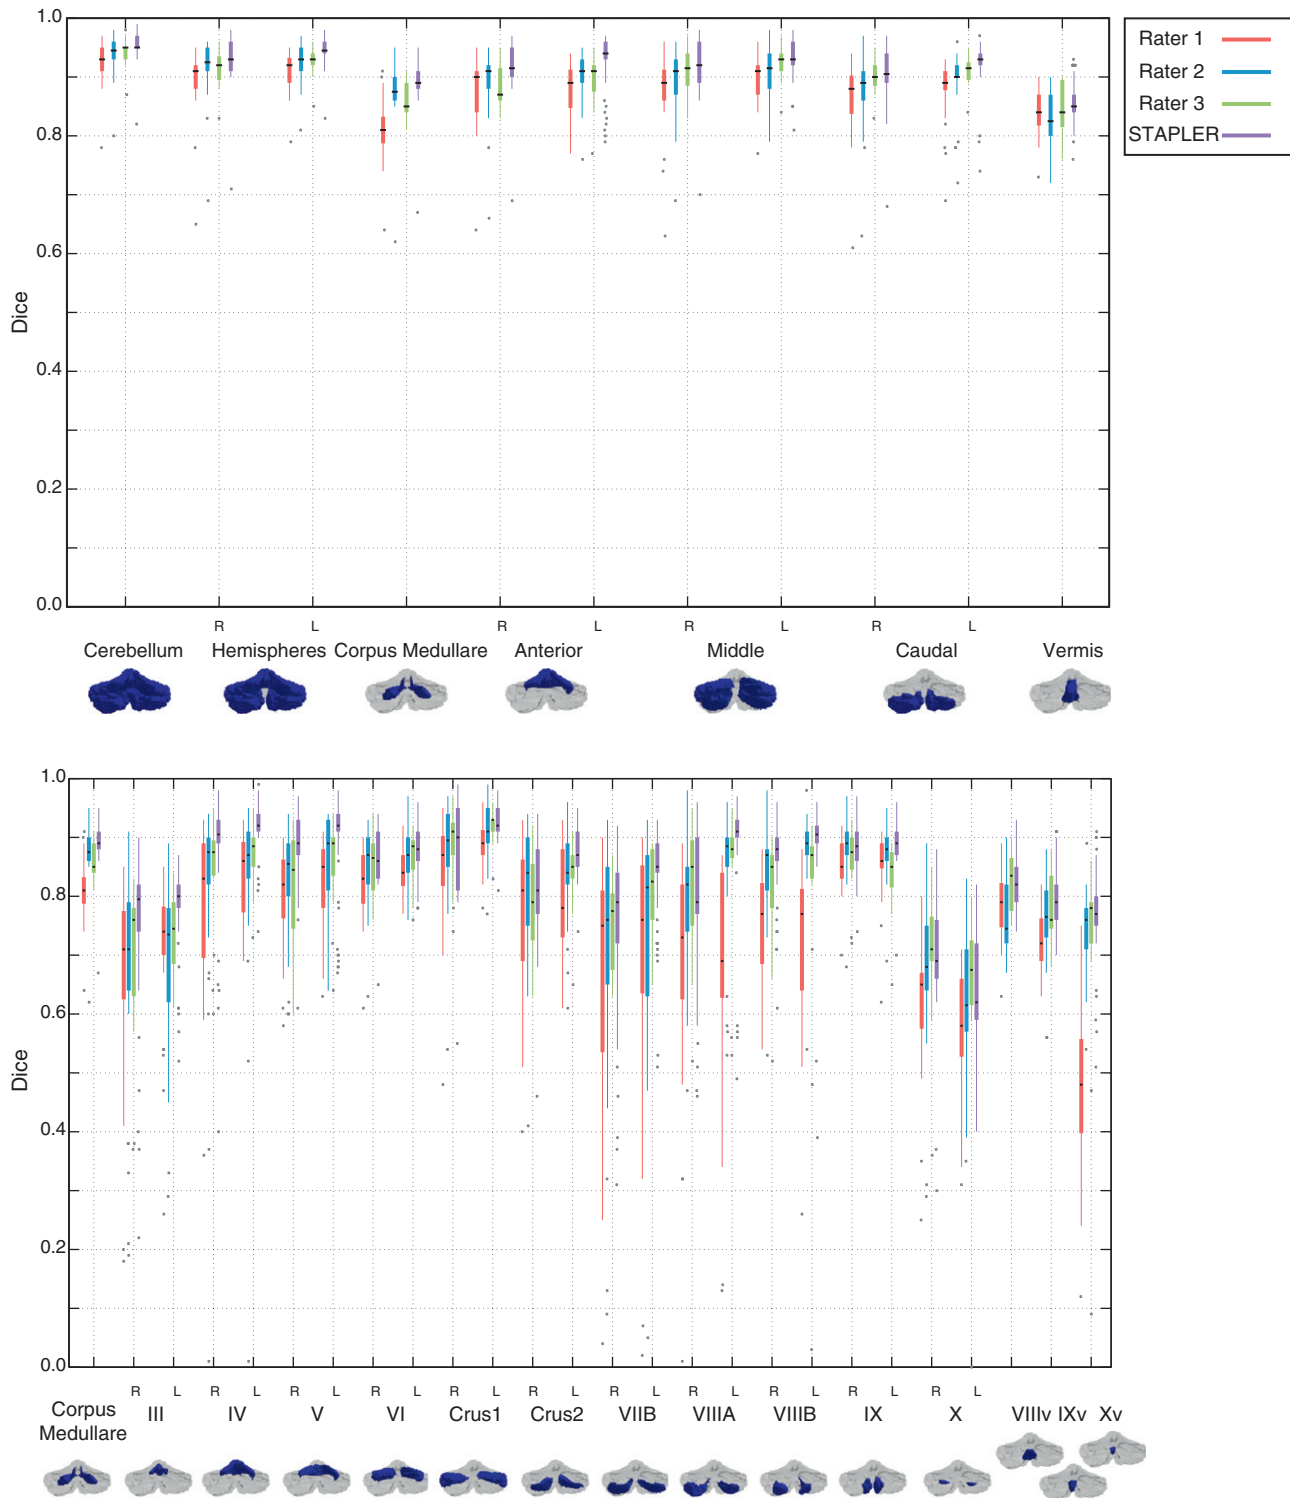 1.0
0.8
0.6
0.4
0.2
0.0
Dice
Rater 1
Rater 2
Rater 3
STAPLER
R L R L R L R L
Cerebellum Hemispheres Corpus Medullare Anterior Middle Caudal Vermis
1.0
0.8
0.6
0.4
0.2
0.0
Dice
R L R L R L R L R L R L R L R L R L R L R L
Corpus Medullare III IV V VI Crus1 Crus2 VIIB VIIIA VIIIB IX X VIIIv IXv Xv